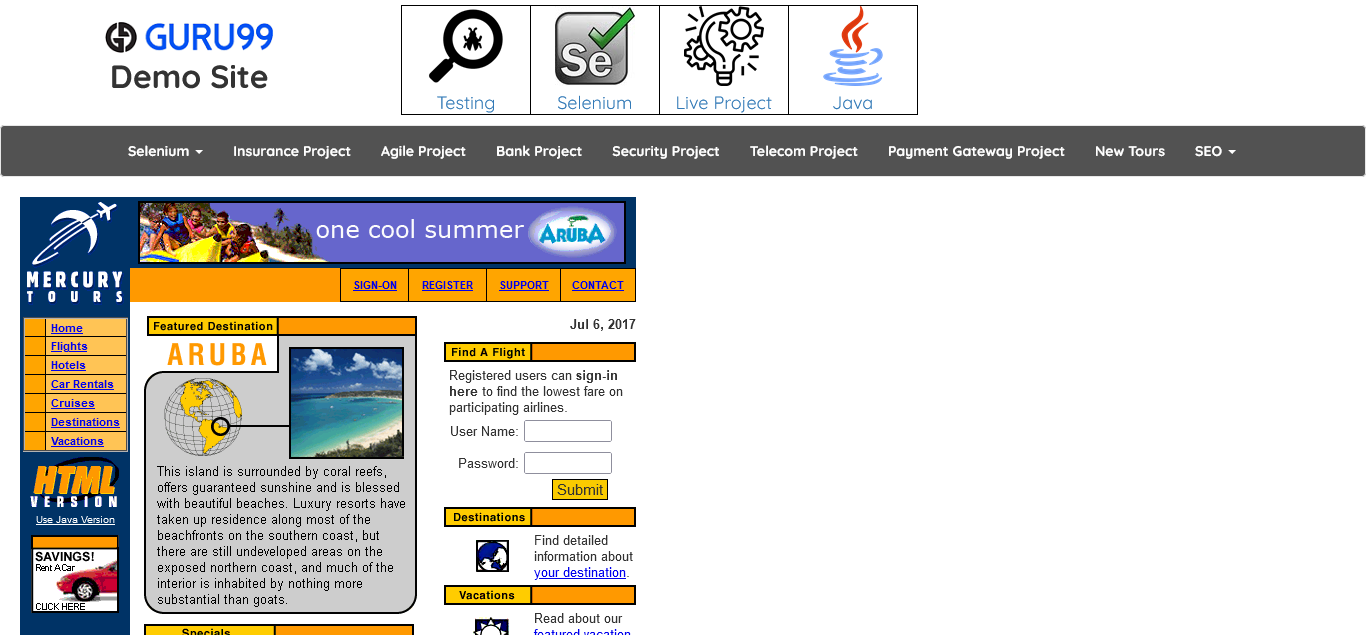 GURU99
Demo Site
Testing
Selenium
Live Project
Java
Selenium
Insurance Project
Agile Project
Bank Project
Security Project
Telecom Project
Payment Gateway Project
New Tours
SEO
MERCURY
TOURS
one cool summer
ARUBA
SIGN-ON
REGISTER
SUPPORT
CONTACT
Home
Flights
Hotels
Car Rentals
Cruises
Destinations
Vacations
HTML
VERSION
Use Java Version
SAVINGS!
Rent A Car
CLICK HERE
Featured Destination
ARUBA
This island is surrounded by coral reefs,
offers guaranteed sunshine and is blessed
with beautiful beaches. Luxury resorts have
taken up residence along most of the
beachfronts on the southern coast, but
there are still undeveloped areas on the
exposed northern coast, and much of the
interior is inhabited by nothing more
substantial than goats.
Specials
Jul 6, 2017
Find A Flight
Registered users can sign-in
here to find the lowest fare on
participating airlines.
User Name:
Password:
Submit
Destinations
Find detailed
information about
your destination.
Vacations
Read about our
featured vacation